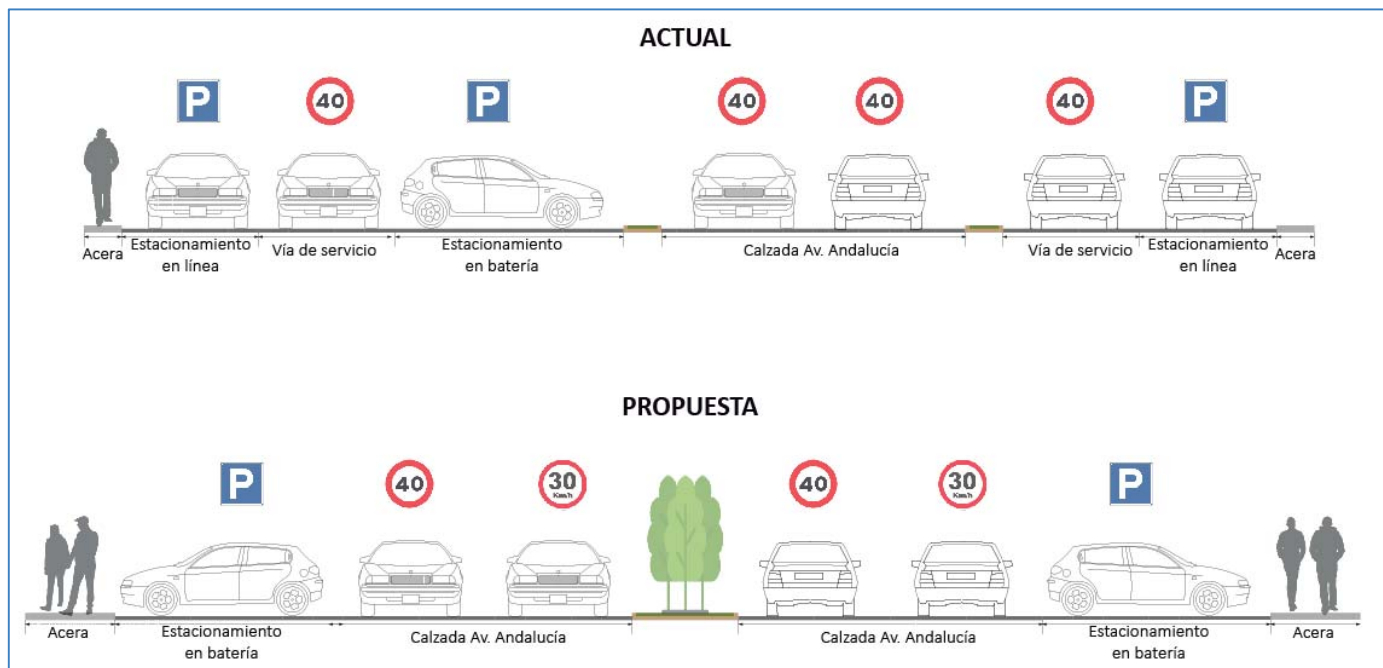 ACTUAL
P 40 P 40 40 40 P
Acera Estacionamiento en línea Vía de servicio Estacionamiento en batería Calzada Av. Andalucía Vía de servicio Estacionamiento en línea Acera
PROPUESTA
P 40 30 Km/h 40 30 Km/h P
Acera Estacionamiento en batería Calzada Av. Andalucía Calzada Av. Andalucía Estacionamiento en batería Acera